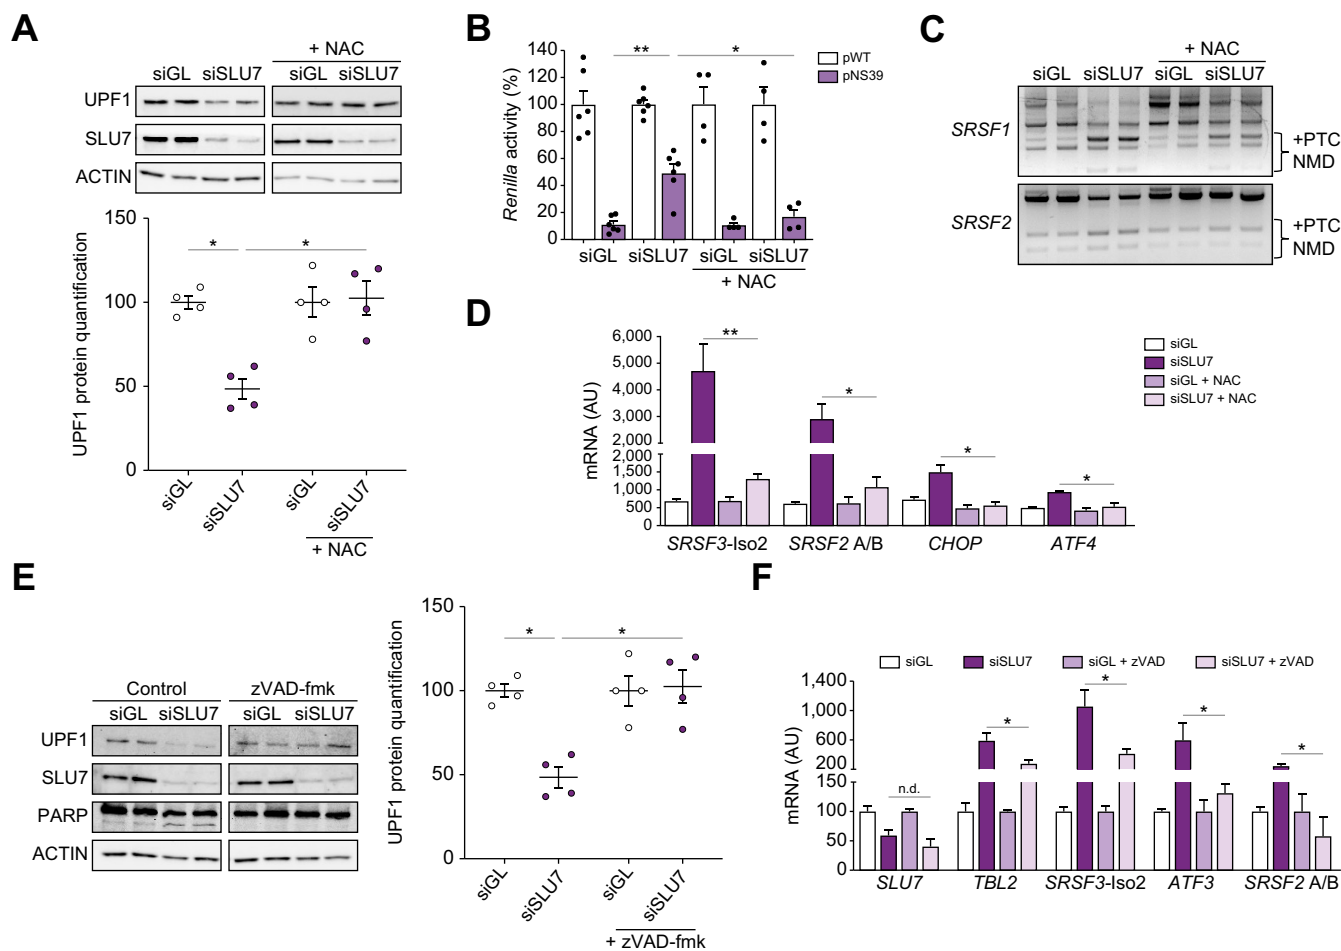 A
+ NAC
siGL siSLU7 siGL siSLU7
UPF1
SLU7
ACTIN
UPF1 protein quantification
150
100
50
0
* *
siGL siSLU7 siGL siSLU7
+ NAC
B
Renilla activity (%)
140
120
100
80
60
40
20
0
** *
pWT
pNS39
siGL siSLU7 siGL siSLU7
+ NAC
C
+ NAC
siGL siSLU7 siGL siSLU7
SRSF1
+PTC
NMD
SRSF2
+PTC
NMD
D
mRNA (AU)
6,000
5,000
4,000
3,000
2,000
2,000
1,500
1,000
500
0
** * * *
siGL
siSLU7
siGL + NAC
siSLU7 + NAC
SRSF3-Iso2 SRSF2 A/B CHOP ATF4
E
Control zVAD-fmk
siGL siSLU7 siGL siSLU7
UPF1
SLU7
PARP
ACTIN
UPF1 protein quantification
150
100
50
0
* *
siGL siSLU7 siGL siSLU7
+ zVAD-fmk
F
siGL siSLU7 siGL + zVAD siSLU7 + zVAD
mRNA (AU)
1,400
1,000
600
200
150
100
50
0
n.d. * * * *
SLU7 TBL2 SRSF3-Iso2 ATF3 SRSF2 A/B